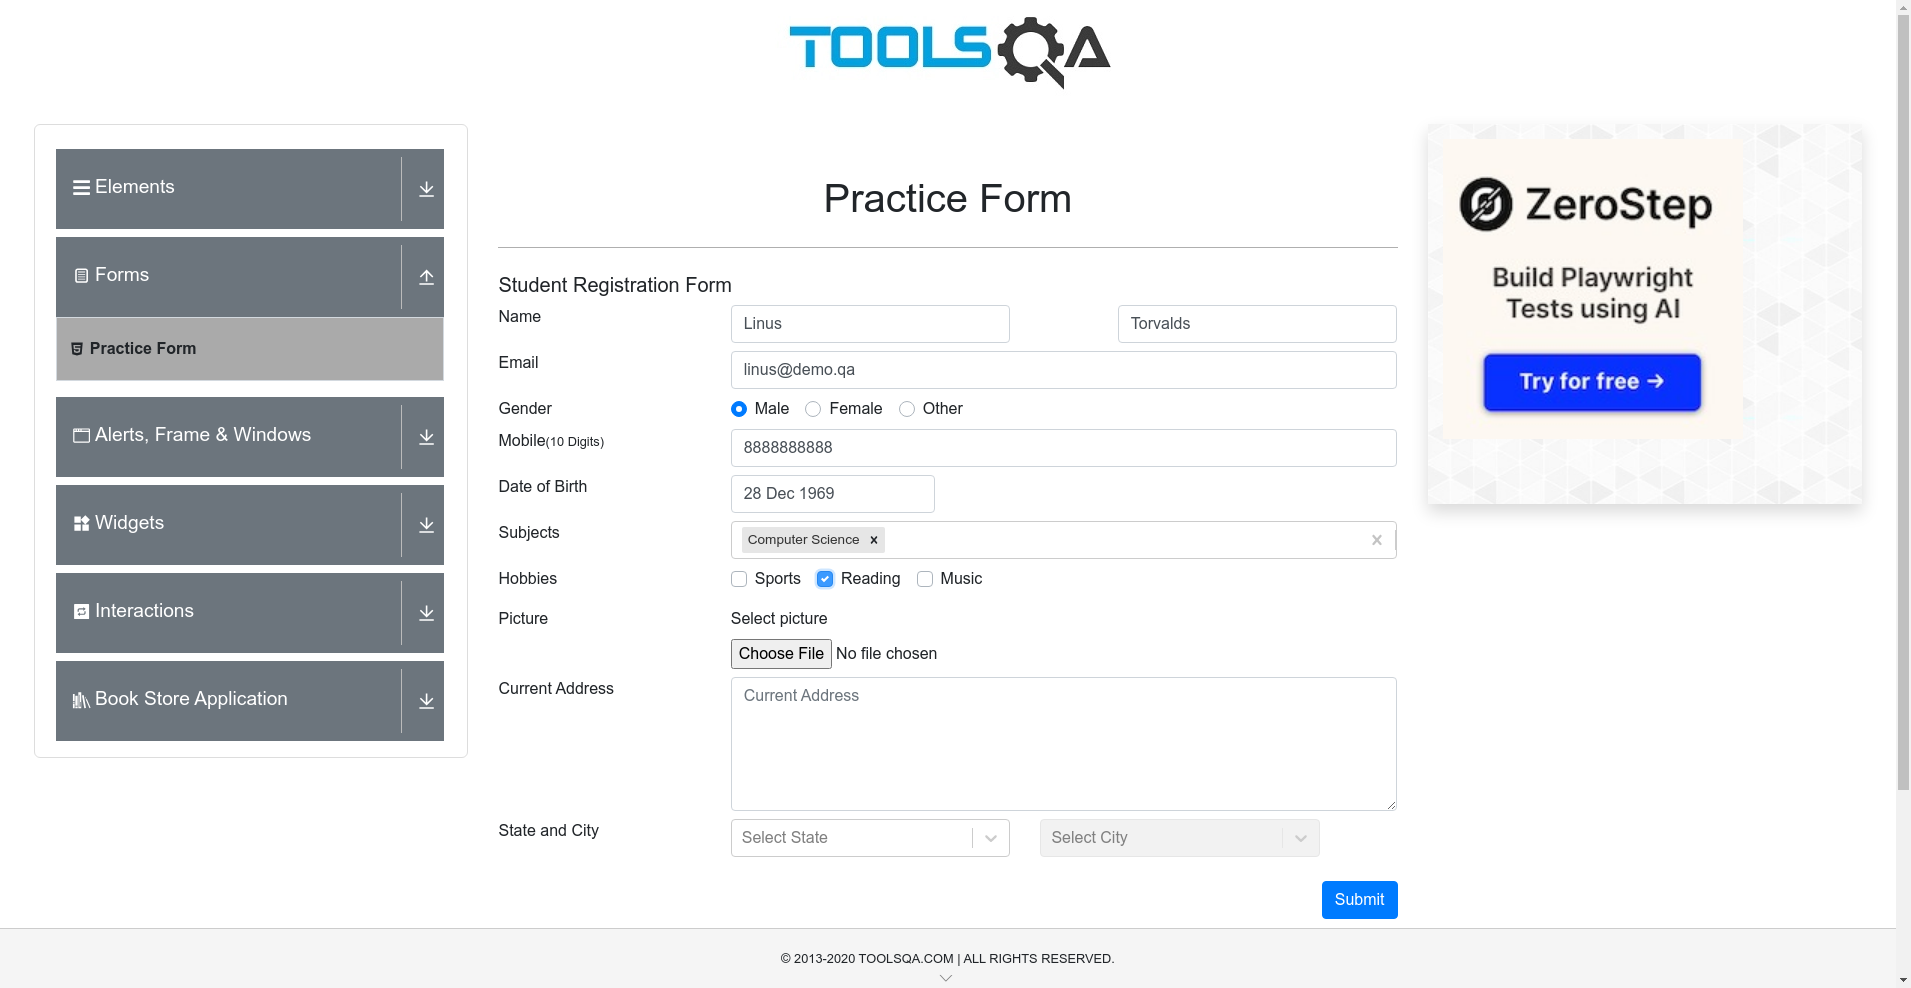 TOOLSQA
Elements
Forms
Practice Form
Alerts, Frame & Windows
Widgets
Interactions
Book Store Application
Practice Form
Student Registration Form
Name
Linus
Torvalds
Email
linus@demo.qa
Gender
Male
Female
Other
Mobile(10 Digits)
8888888888
Date of Birth
28 Dec 1969
Subjects
Computer Science
Hobbies
Sports
Reading
Music
Picture
Select picture
Choose File No file chosen
Current Address
Current Address
State and City
Select State
Select City
Submit
ZeroStep
Build Playwright
Tests using AI
Try for free →
© 2013-2020 TOOLSQA.COM | ALL RIGHTS RESERVED.